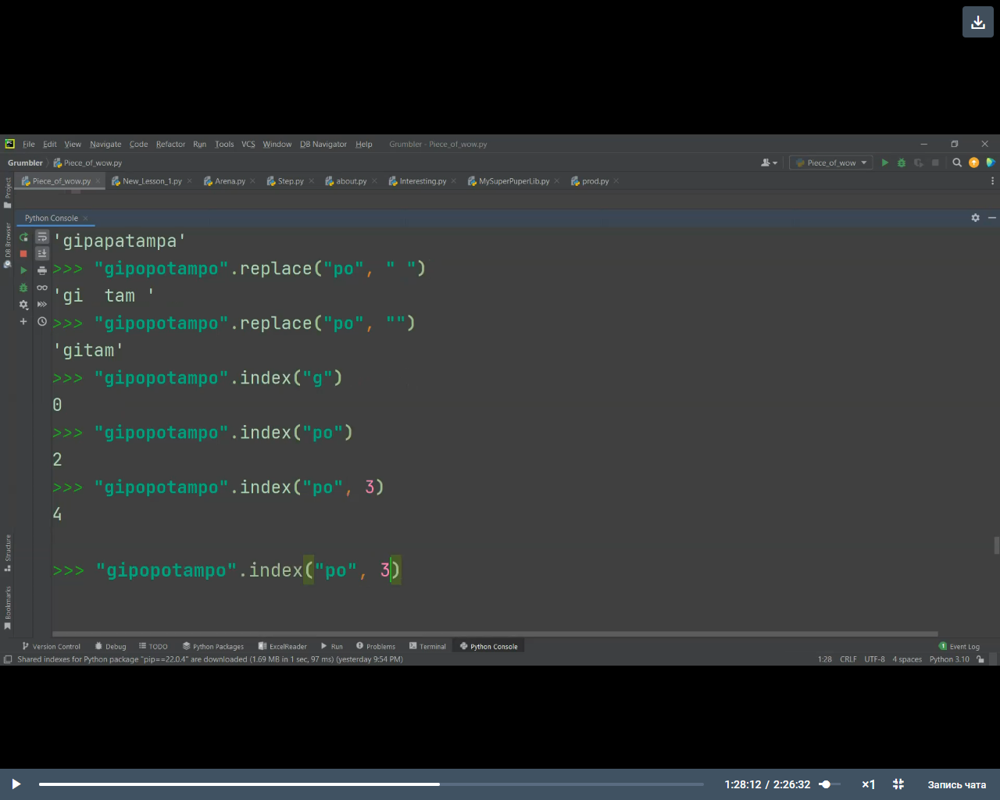 File Edit View Navigate Code Refactor Run Tools VCS Window DB Navigator Help Grumbler - Piece_of_wow.py
Grumbler Piece_of_wow.py Piece_of_wow
Piece_of_wow.py New_Lesson_1.py Arena.py Step.py about.py Interesting.py MySuperPuperLib.py prod.py
Project
DB Browser
Python Console
'gipapatampa'
>>> "gipopotampo".replace("po", " ")
'gi  tam '
>>> "gipopotampo".replace("po", "")
'gitam'
>>> "gipopotampo".index("g")
0
>>> "gipopotampo".index("po")
2
>>> "gipopotampo".index("po", 3)
4
>>> "gipopotampo".index("po", 3)
Structure
Bookmarks
Version Control Debug TODO Python Packages ExcelReader Run Problems Terminal Python Console 1 Event Log
Shared indexes for Python package "pip==22.0.4" are downloaded (1.69 MB in 1 sec, 97 ms) (yesterday 9:54 PM) 1:28 CRLF UTF-8 4 spaces Python 3.10
1:28:12 / 2:26:32 ×1 Запись чата